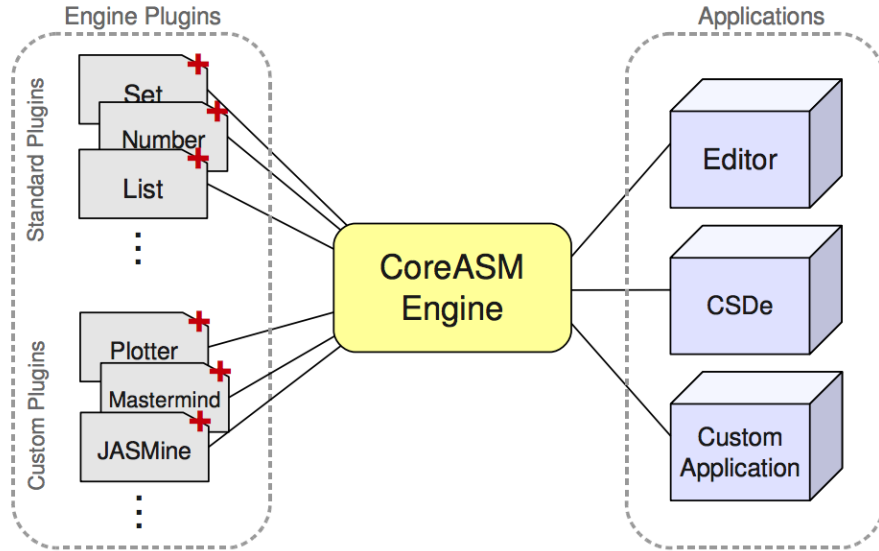 Engine Plugins
Applications
Standard Plugins
Set
Number
List
Custom Plugins
Plotter
Mastermind
JASMine
CoreASM
Engine
Editor
CSDe
Custom
Application